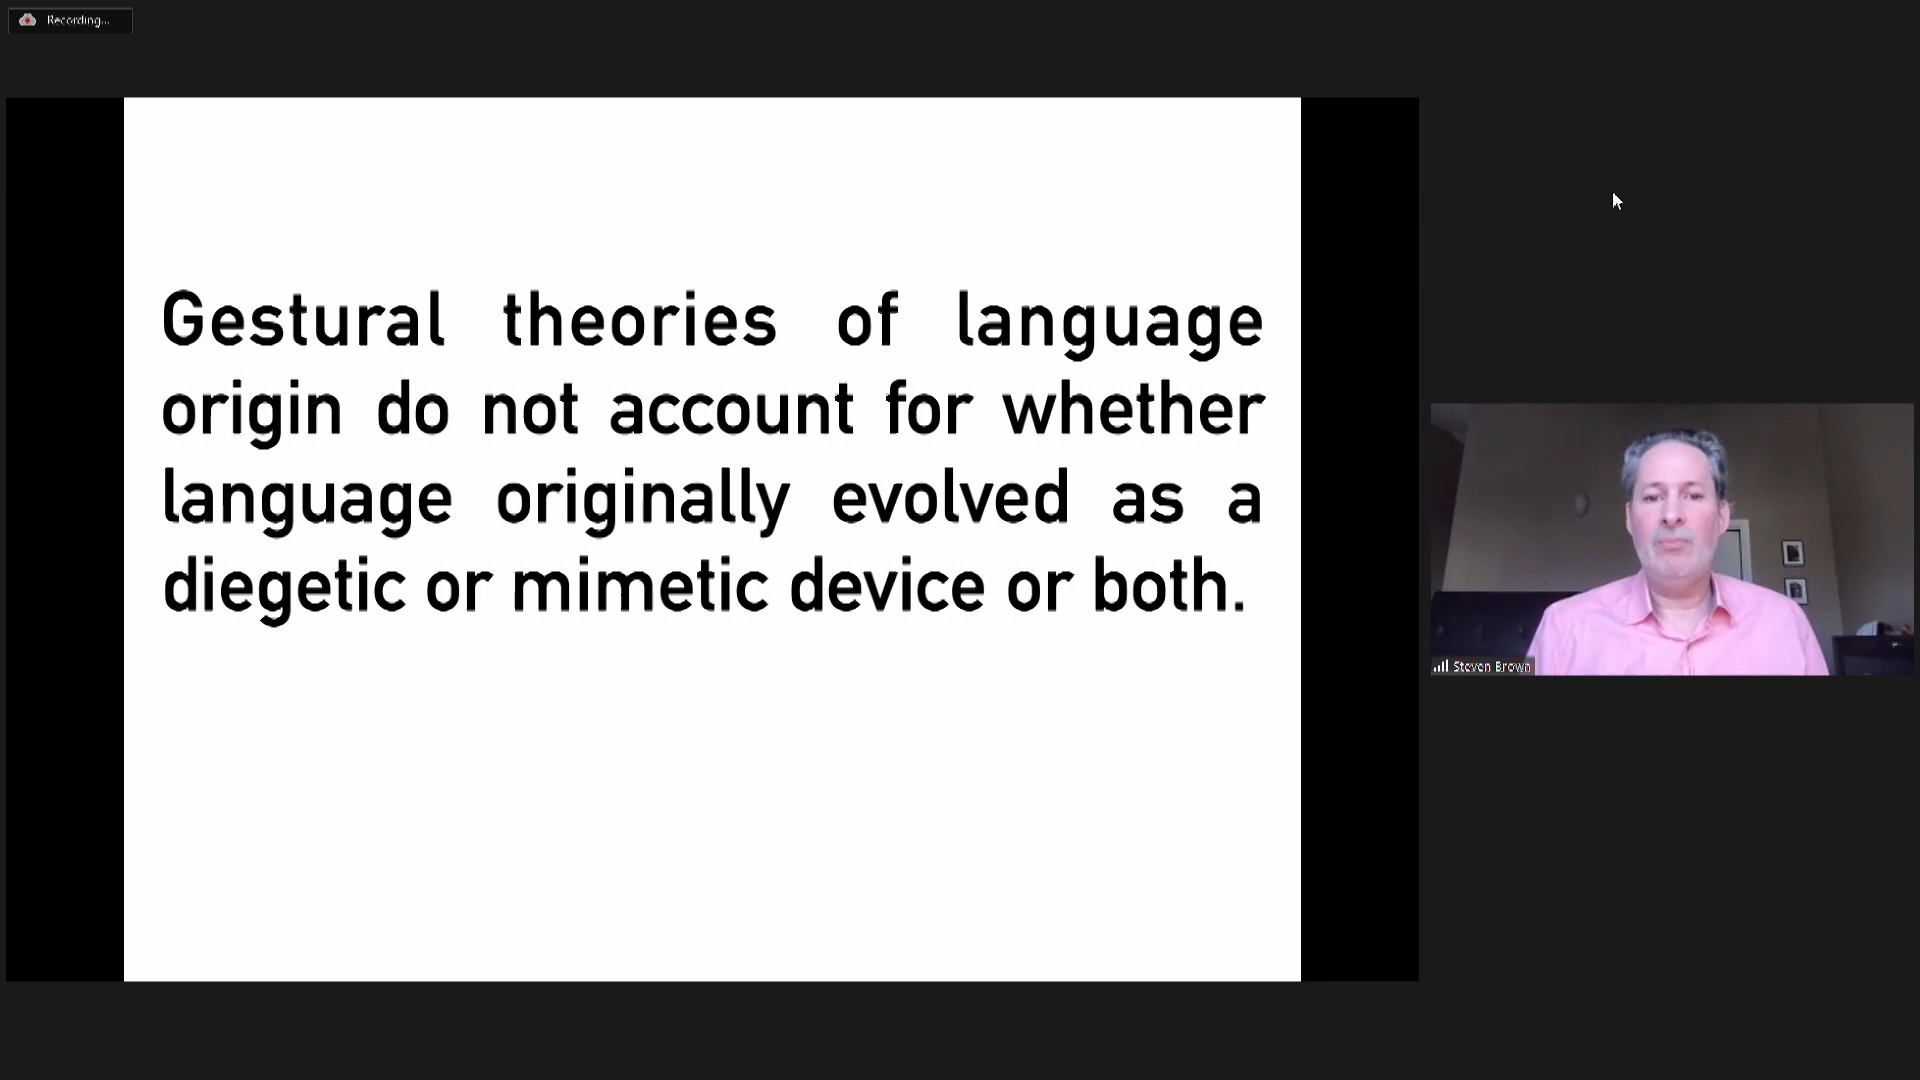 Recording...
Gestural theories of language
origin do not account for whether
language originally evolved as a
diegetic or mimetic device or both.
Steven Brown